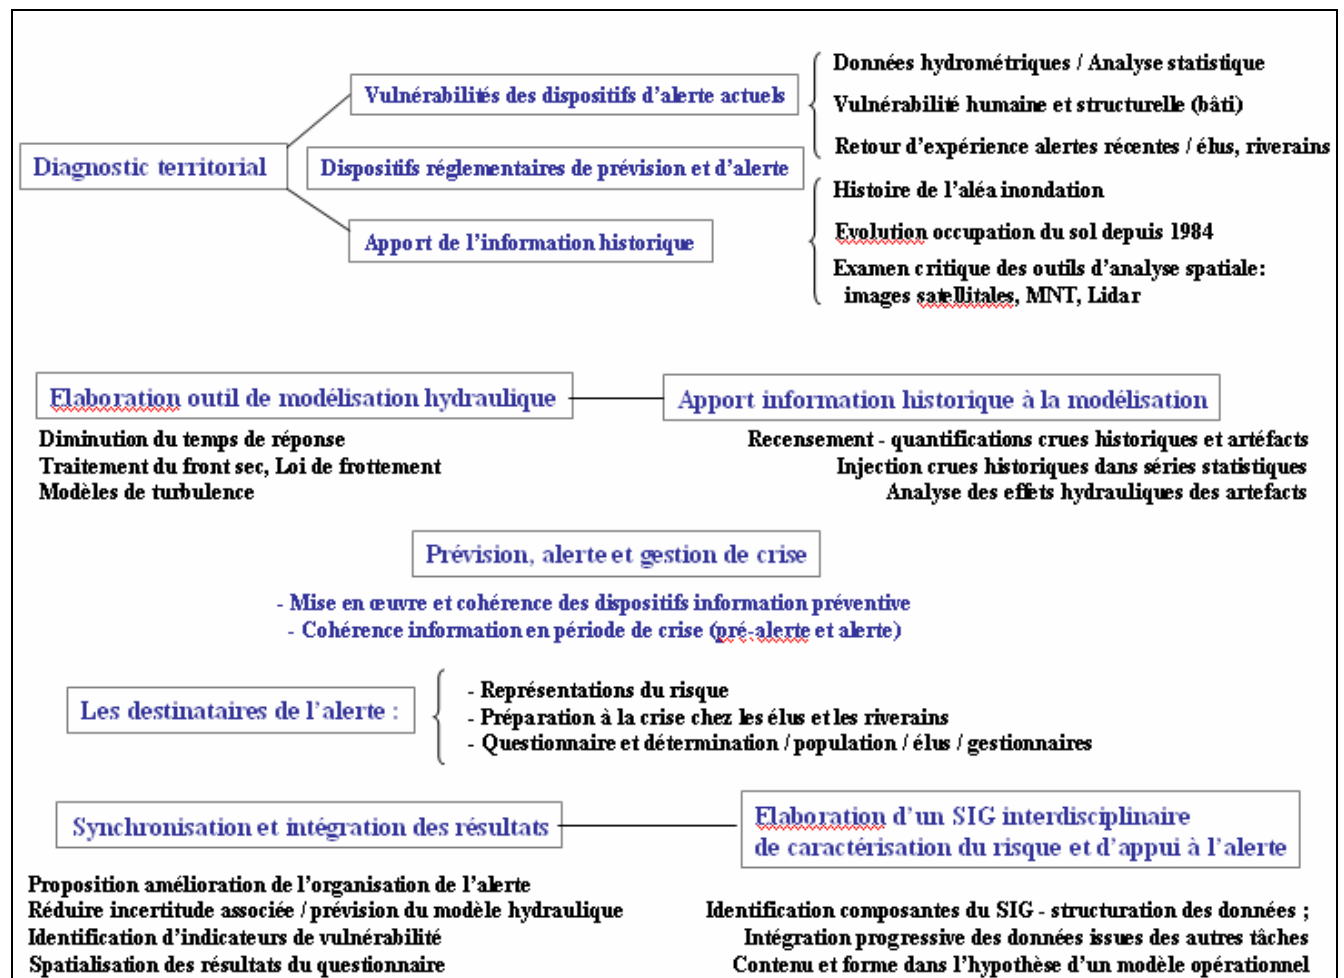 Diagnostic territorial
Vulnérabilités des dispositifs d'alerte actuels
Données hydrométriques / Analyse statistique
Vulnérabilité humaine et structurelle (bâti)
Retour d'expérience alertes récentes / élus, riverains
Dispositifs réglementaires de prévision et d'alerte
Apport de l'information historique
Histoire de l'aléa inondation
Evolution occupation du sol depuis 1984
Examen critique des outils d'analyse spatiale:
images satellitales, MNT, Lidar
Elaboration outil de modélisation hydraulique
Diminution du temps de réponse
Traitement du front sec, Loi de frottement
Modèles de turbulence
Apport information historique à la modélisation
Recensement - quantifications crues historiques et artéfacts
Injection crues historiques dans séries statistiques
Analyse des effets hydrauliques des artefacts
Prévision, alerte et gestion de crise
- Mise en œuvre et cohérence des dispositifs information préventive
- Cohérence information en période de crise (pré-alerte et alerte)
Les destinataires de l'alerte :
- Représentations du risque
- Préparation à la crise chez les élus et les riverains
- Questionnaire et détermination / population / élus / gestionnaires
Synchronisation et intégration des résultats
Proposition amélioration de l'organisation de l'alerte
Réduire incertitude associée / prévision du modèle hydraulique
Identification d'indicateurs de vulnérabilité
Spatialisation des résultats du questionnaire
Elaboration d'un SIG interdisciplinaire
de caractérisation du risque et d'appui à l'alerte
Identification composantes du SIG - structuration des données ;
Intégration progressive des données issues des autres tâches
Contenu et forme dans l'hypothèse d'un modèle opérationnel